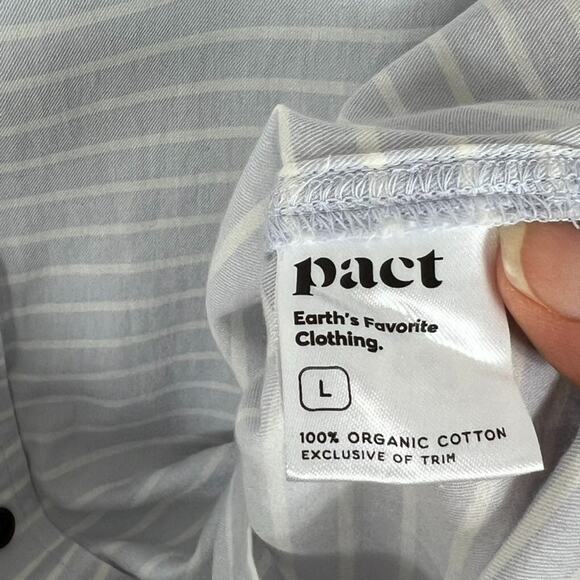 pact
Earth's Favorite
Clothing.
L
100% ORGANIC COTTON
EXCLUSIVE OF TRIM